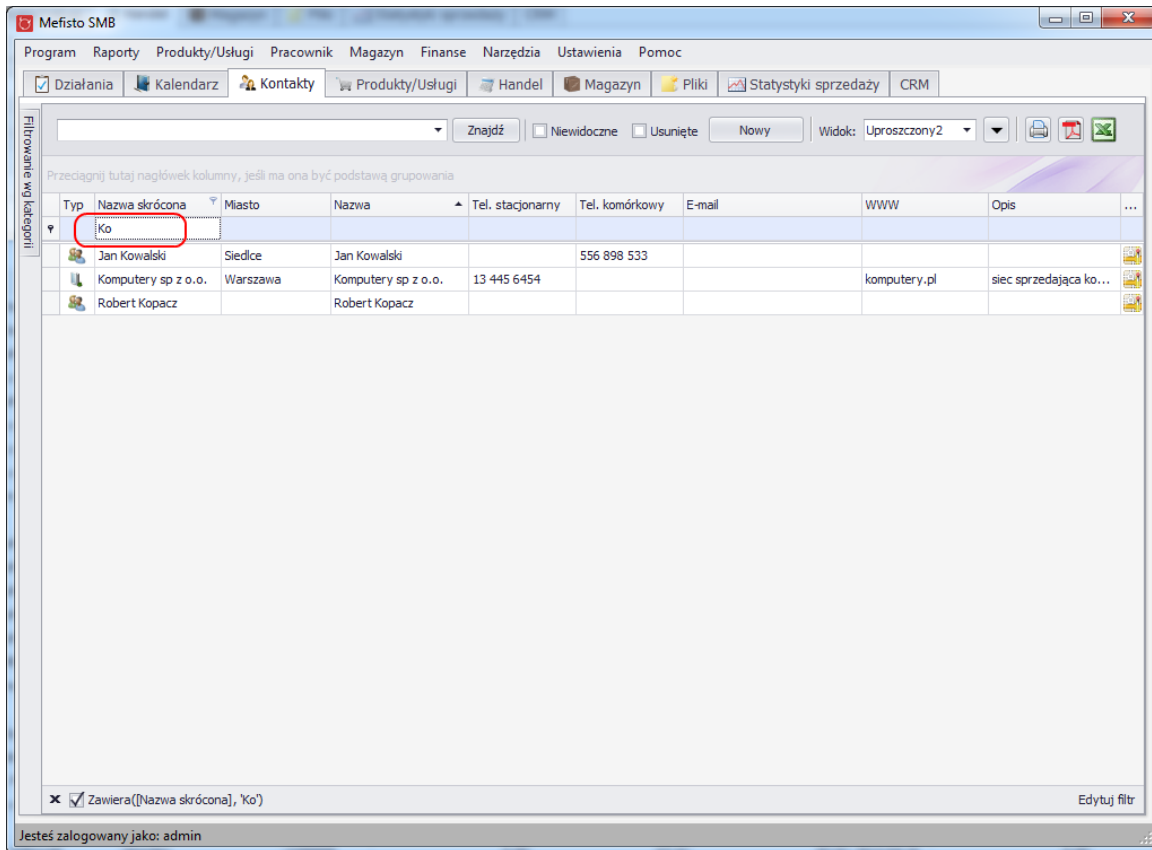 Mefisto SMB
Program Raporty Produkty/Usługi Pracownik Magazyn Finanse Narzędzia Ustawienia Pomoc
Działania Kalendarz Kontakty Produkty/Usługi Handel Magazyn Pliki Statystyki sprzedaży CRM
Filtrowanie wg kategorii
Znajdź Niewidoczne Usunięte Nowy Widok: Uproszczony2
Przeciągnij tutaj nagłówek kolumny, jeśli ma ona być podstawą grupowania
Typ Nazwa skrócona Miasto Nazwa Tel. stacjonarny Tel. komórkowy E-mail WWW Opis ...
Ko
Jan Kowalski Siedlce Jan Kowalski 556 898 533
Komputery sp z o.o. Warszawa Komputery sp z o.o. 13 445 6454 komputery.pl siec sprzedająca ko...
Robert Kopacz Robert Kopacz
Zawiera([Nazwa skrócona], 'Ko') Edytuj filtr
Jesteś zalogowany jako: admin